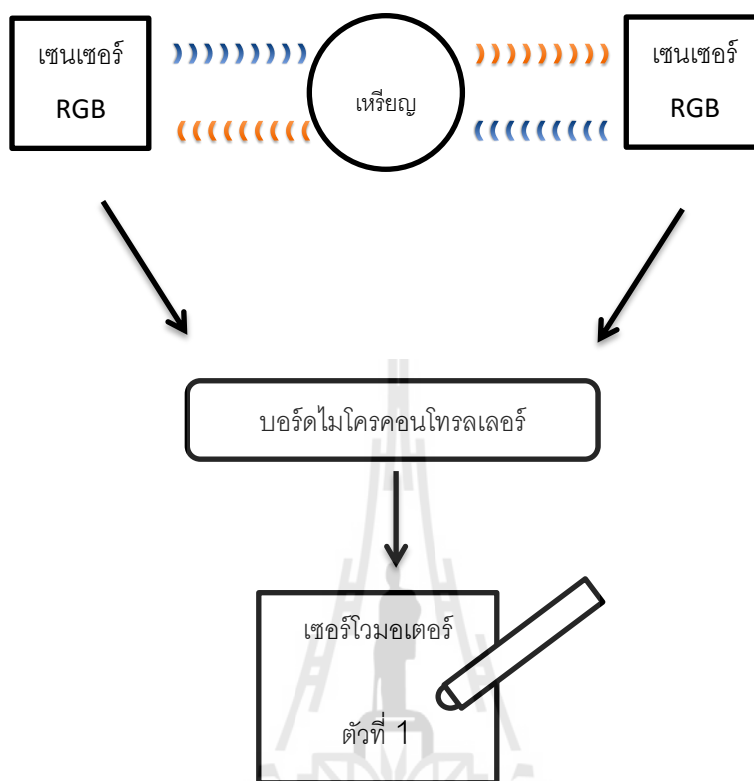 เซนเซอร์
RGB
เหรียญ
เซนเซอร์
RGB
บอร์ดไมโครคอนโทรลเลอร์
เซอร์โวมอเตอร์
ตัวที่ 1